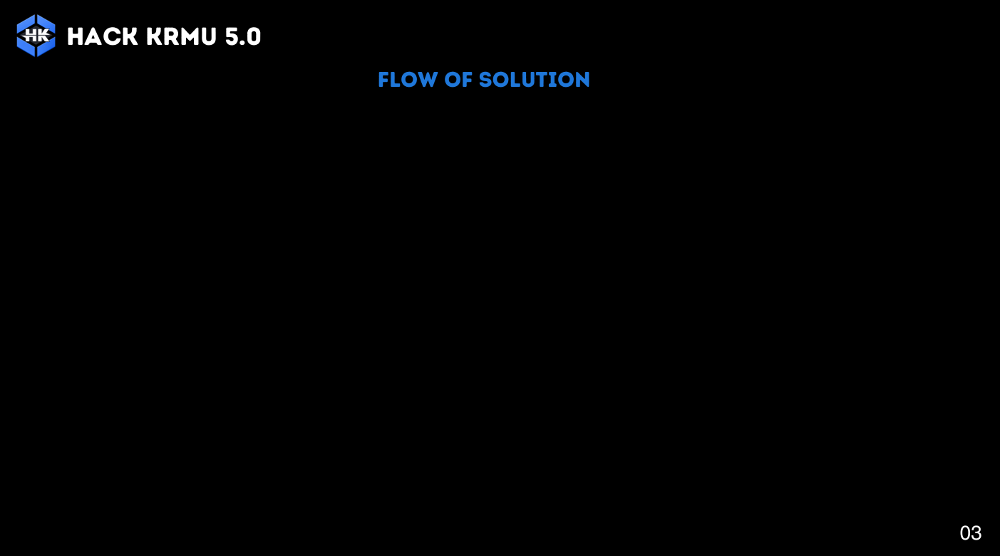 HK
HACK KRMU 5.0
FLOW OF SOLUTION
03